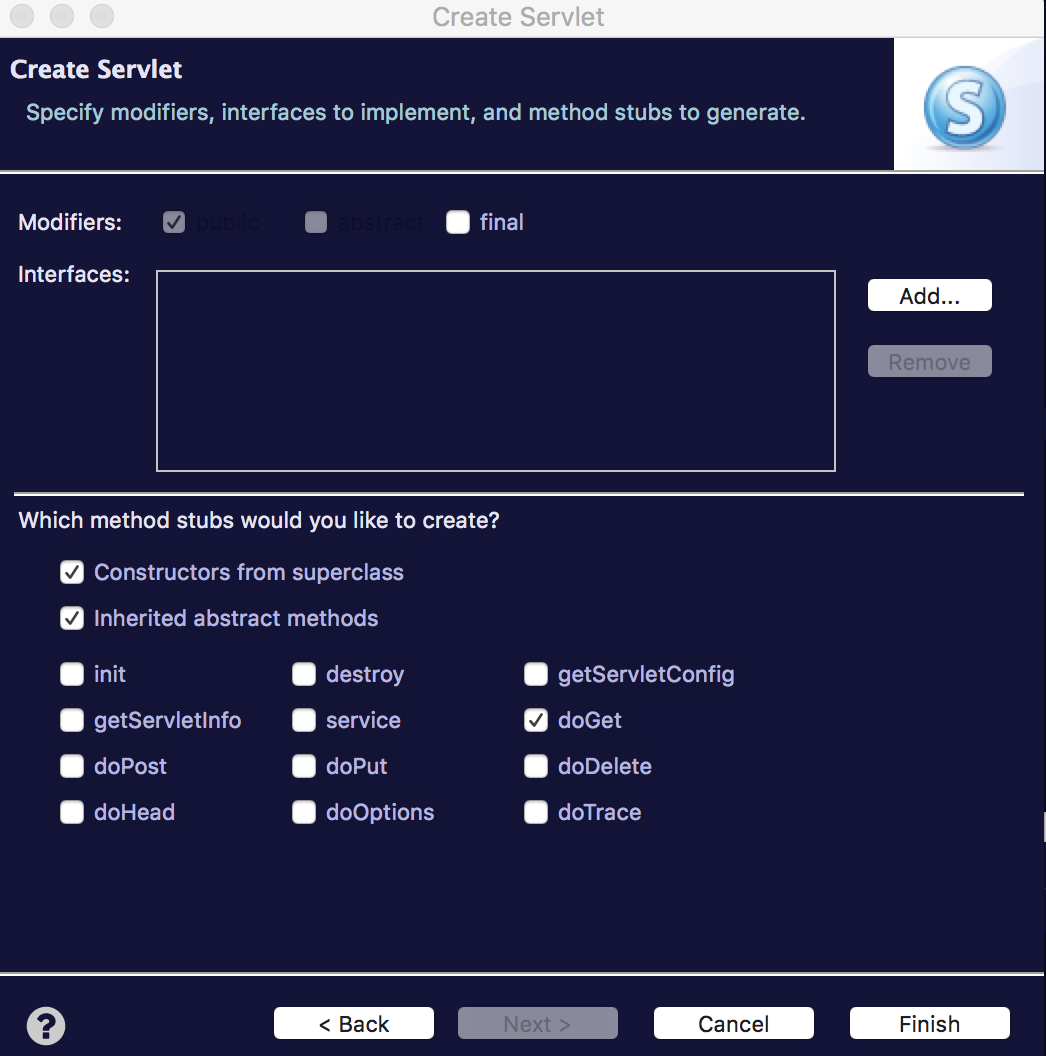 Create Servlet
Create Servlet
Specify modifiers, interfaces to implement, and method stubs to generate.
S
Modifiers: public abstract final
Interfaces:
Add...
Remove
Which method stubs would you like to create?
Constructors from superclass
Inherited abstract methods
init destroy getServletConfig
getServletInfo service doGet
doPost doPut doDelete
doHead doOptions doTrace
? < Back Next > Cancel Finish